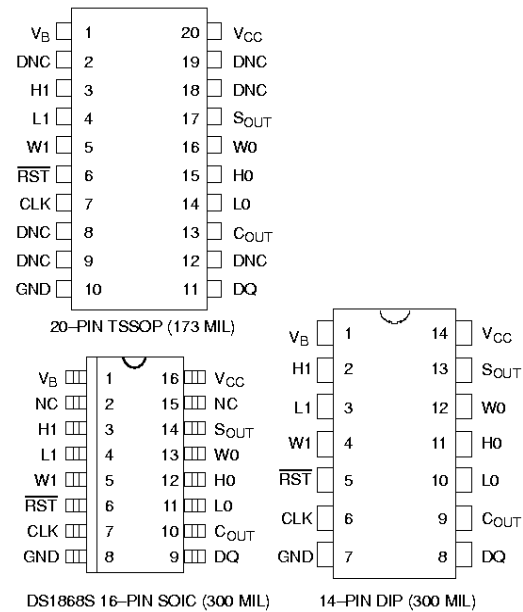 VB 1 20 VCC
DNC 2 19 DNC
H1 3 18 DNC
L1 4 17 SOUT
W1 5 16 W0
RST 6 15 H0
CLK 7 14 L0
DNC 8 13 COUT
DNC 9 12 DNC
GND 10 11 DQ
20–PIN TSSOP (173 MIL)
VB 1 16 VCC
NC 2 15 NC
H1 3 14 SOUT
L1 4 13 W0
W1 5 12 H0
RST 6 11 L0
CLK 7 10 COUT
GND 8 9 DQ
DS1868S 16–PIN SOIC (300 MIL)
VB 1 14 VCC
H1 2 13 SOUT
L1 3 12 W0
W1 4 11 H0
RST 5 10 L0
CLK 6 9 COUT
GND 7 8 DQ
14–PIN DIP (300 MIL)